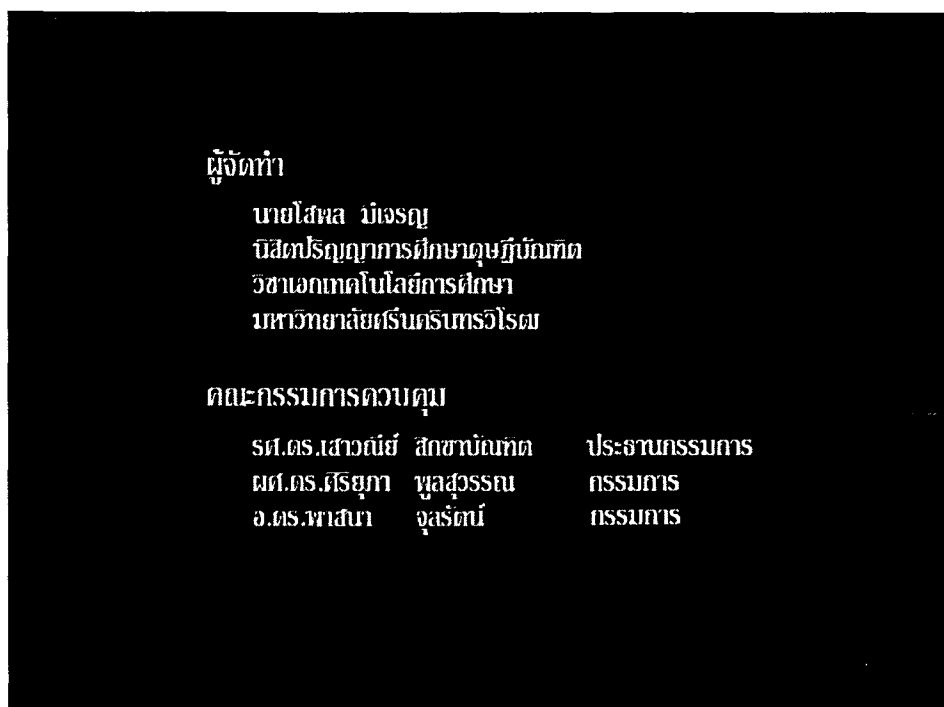 ผู้จัดทำ
นายโสพล มีเจริญ
นิสิตปริญญาการศึกษาดุษฎีบัณฑิต
วิชาเอกเทคโนโลยีการศึกษา
มหาวิทยาลัยศรีนครินทรวิโรฒ
คณะกรรมการควบคุม
รศ.ดร.เสาวณีย์ สิกขาบัณฑิต ประธานกรรมการ
ผศ.ดร.ศิริยุภา พูลสุวรรณ กรรมการ
อ.ดร.พาสนา จุลรัตน์ กรรมการ